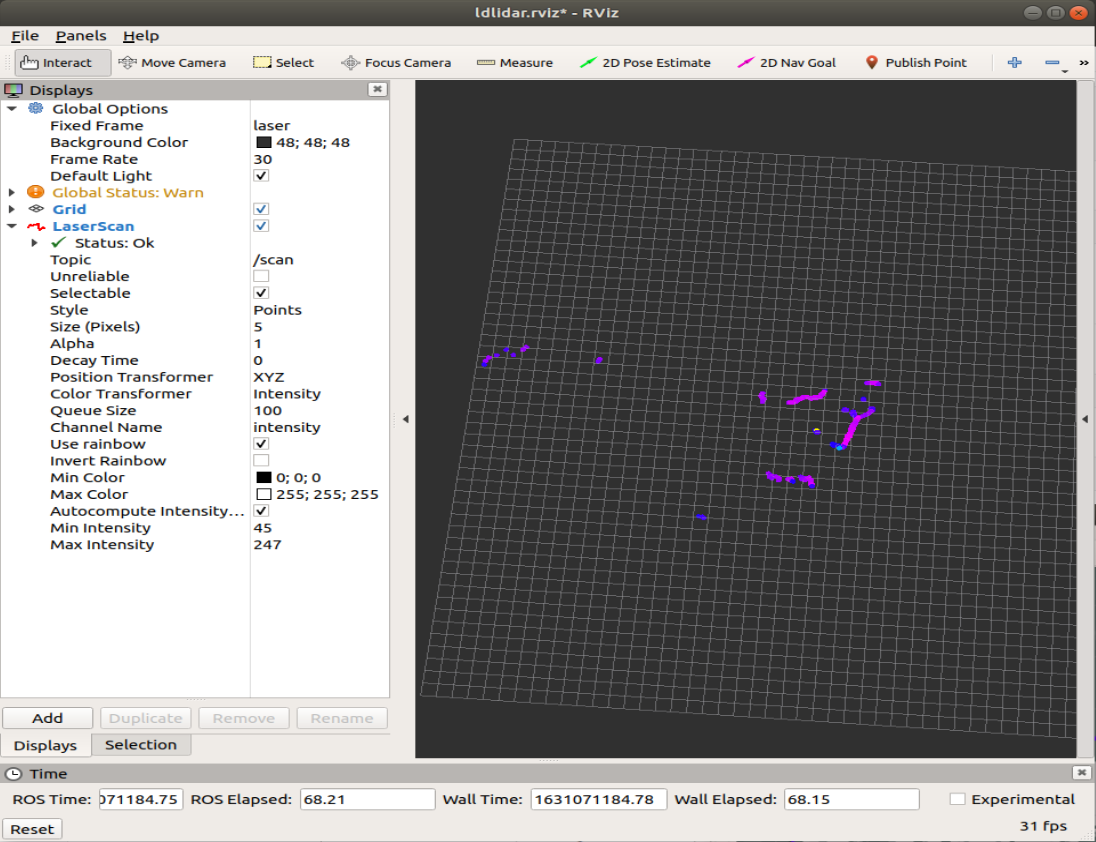 ldlidar.rviz* - RViz
File Panels Help
Interact Move Camera Select Focus Camera Measure 2D Pose Estimate 2D Nav Goal Publish Point »
Displays
Global Options
Fixed Frame laser
Background Color 48; 48; 48
Frame Rate 30
Default Light
Global Status: Warn
Grid
LaserScan
Status: Ok
Topic /scan
Unreliable
Selectable
Style Points
Size (Pixels) 5
Alpha 1
Decay Time 0
Position Transformer XYZ
Color Transformer Intensity
Queue Size 100
Channel Name intensity
Use rainbow
Invert Rainbow
Min Color 0; 0; 0
Max Color 255; 255; 255
Autocompute Intensity...
Min Intensity 45
Max Intensity 247
Add Duplicate Remove Rename
Displays Selection
Time
ROS Time: 071184.75 ROS Elapsed: 68.21 Wall Time: 1631071184.78 Wall Elapsed: 68.15 Experimental
Reset 31 fps